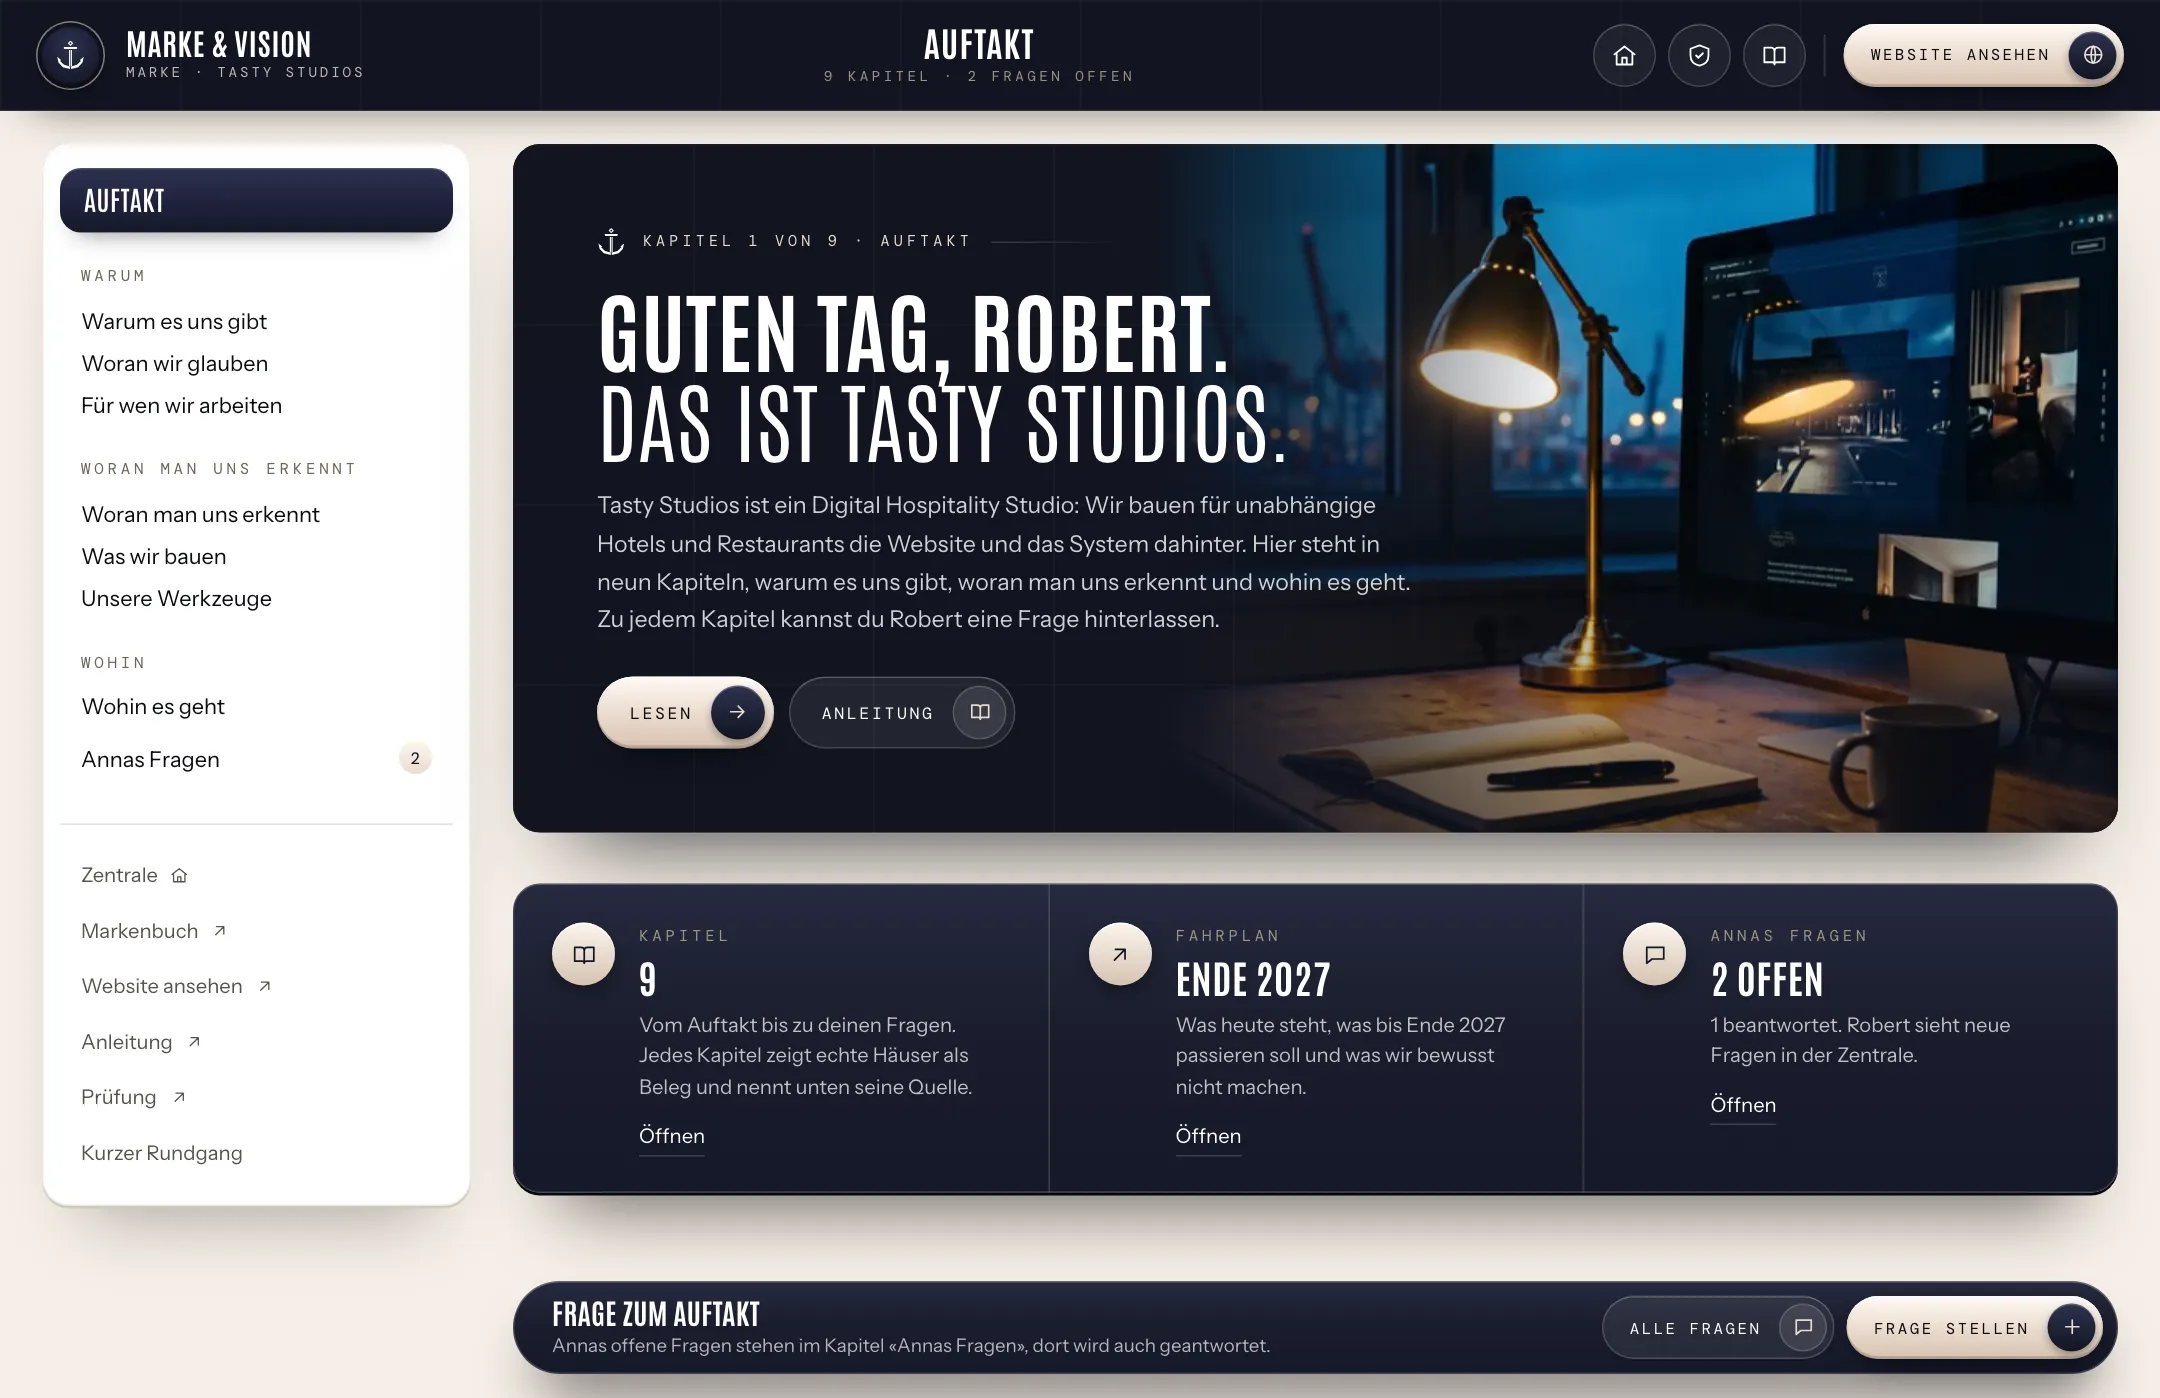 MARKE & VISION
MARKE · TASTY STUDIOS
AUFTAKT
9 KAPITEL · 2 FRAGEN OFFEN
WEBSITE ANSEHEN
AUFTAKT
WARUM
Warum es uns gibt
Woran wir glauben
Für wen wir arbeiten
WORAN MAN UNS ERKENNT
Woran man uns erkennt
Was wir bauen
Unsere Werkzeuge
WOHIN
Wohin es geht
Annas Fragen 2
Zentrale
Markenbuch
Website ansehen
Anleitung
Prüfung
Kurzer Rundgang
KAPITEL 1 VON 9 · AUFTAKT
GUTEN TAG, ROBERT.
DAS IST TASTY STUDIOS.
Tasty Studios ist ein Digital Hospitality Studio: Wir bauen für unabhängige
Hotels und Restaurants die Website und das System dahinter. Hier steht in
neun Kapiteln, warum es uns gibt, woran man uns erkennt und wohin es geht.
Zu jedem Kapitel kannst du Robert eine Frage hinterlassen.
LESEN
ANLEITUNG
KAPITEL
9
Vom Auftakt bis zu deinen Fragen.
Jedes Kapitel zeigt echte Häuser als
Beleg und nennt unten seine Quelle.
Öffnen
FAHRPLAN
ENDE 2027
Was heute steht, was bis Ende 2027
passieren soll und was wir bewusst
nicht machen.
Öffnen
ANNAS FRAGEN
2 OFFEN
1 beantwortet. Robert sieht neue
Fragen in der Zentrale.
Öffnen
FRAGE ZUM AUFTAKT
Annas offene Fragen stehen im Kapitel «Annas Fragen», dort wird auch geantwortet.
ALLE FRAGEN
FRAGE STELLEN